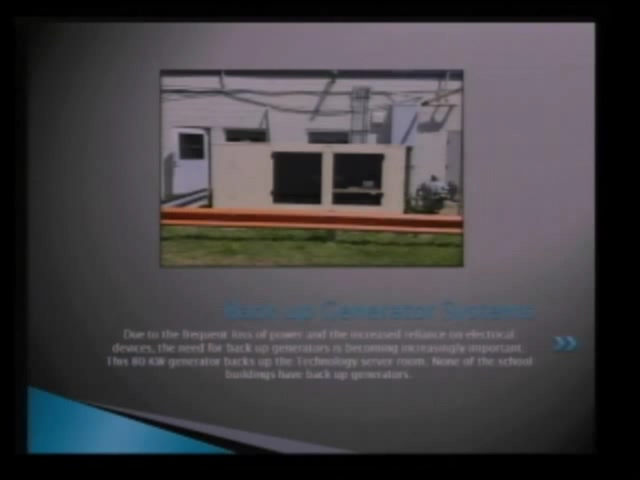 Back up Generator Systems
Due to the frequent loss of power and the increased reliance on electrical
devices, the need for back up generators is becoming increasingly important.
This 80 KW generator backs up the Technology server room. None of the school
buildings have back up generators.